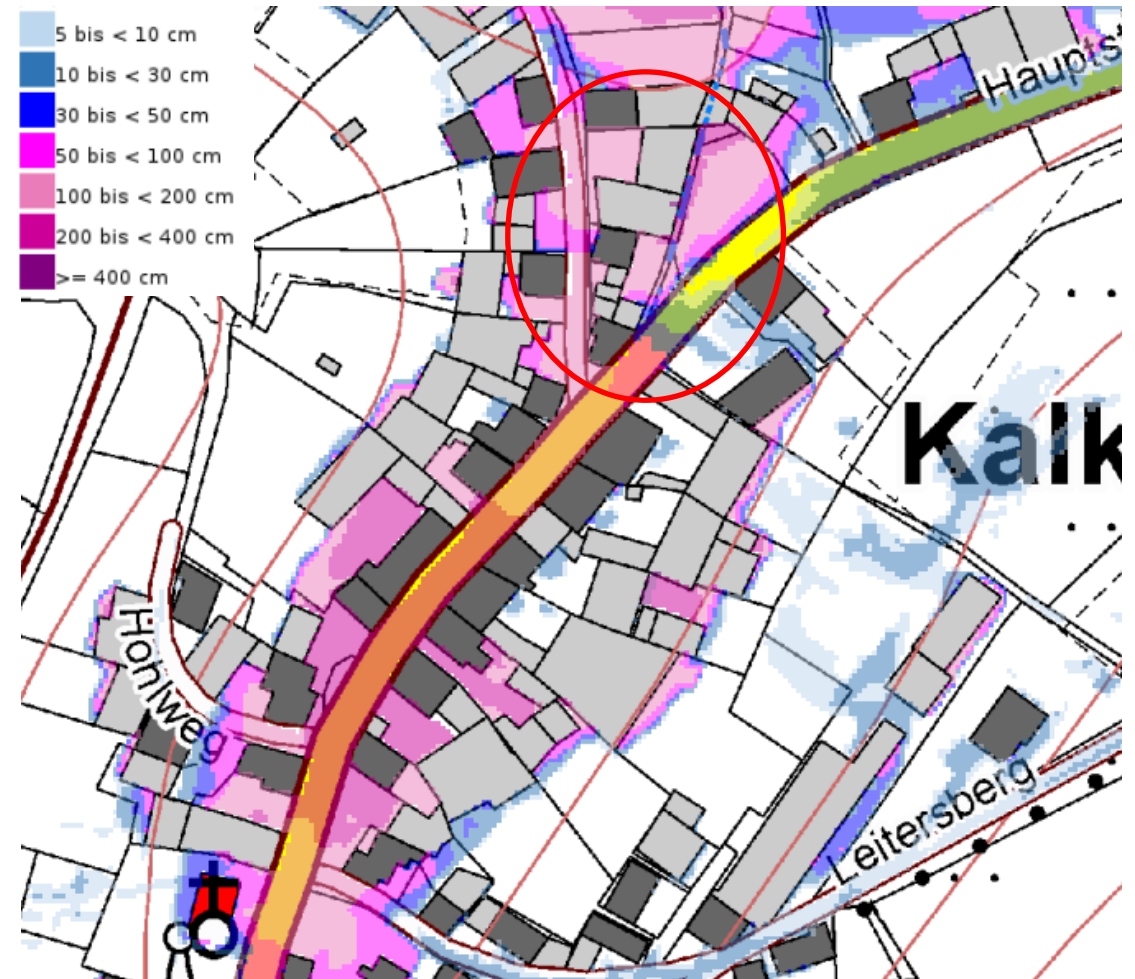 5 bis < 10 cm
10 bis < 30 cm
30 bis < 50 cm
50 bis < 100 cm
100 bis < 200 cm
200 bis < 400 cm
>= 400 cm
Hauptst
Kalk
Hohlweg
Leitersberg